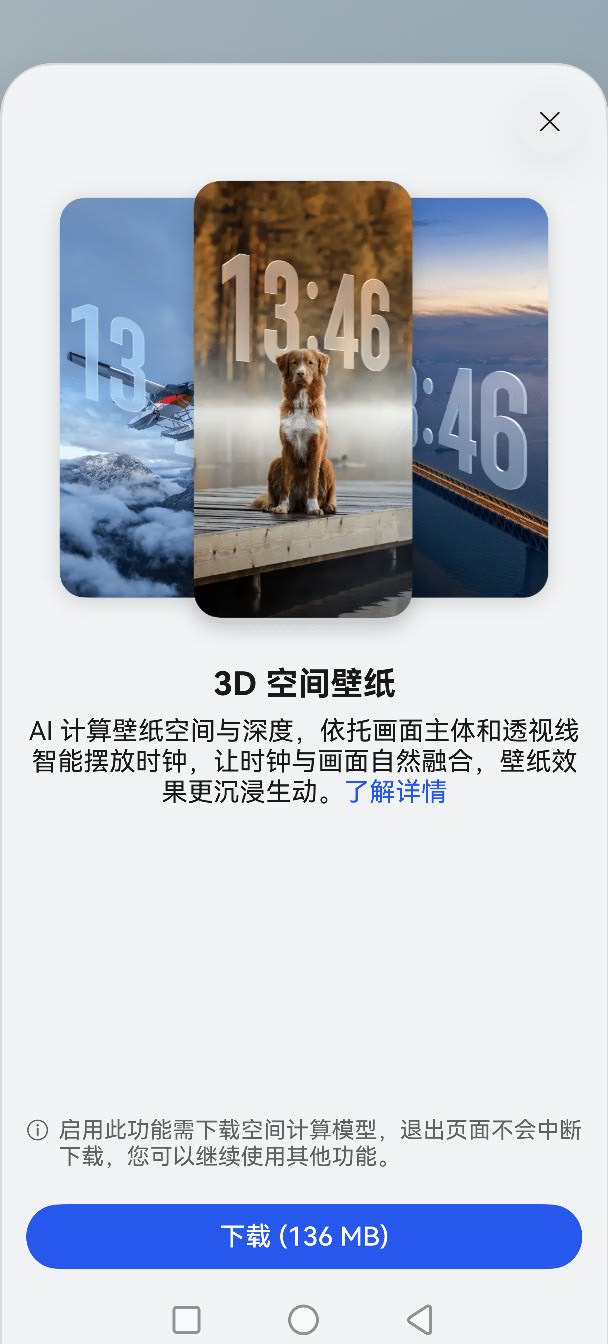 13
13:46
:46
3D 空间壁纸
AI 计算壁纸空间与深度，依托画面主体和透视线
智能摆放时钟，让时钟与画面自然融合，壁纸效
果更沉浸生动。了解详情
启用此功能需下载空间计算模型，退出页面不会中断
下载，您可以继续使用其他功能。
下载 (136 MB)